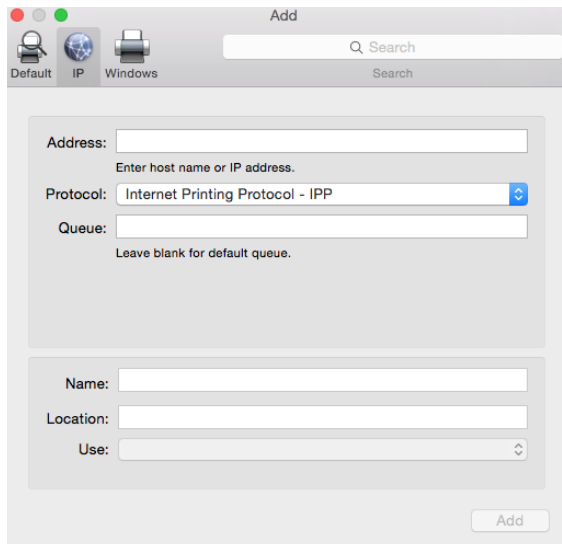 Add
Default IP Windows
Search
Search
Address:
Enter host name or IP address.
Protocol: Internet Printing Protocol - IPP
Queue:
Leave blank for default queue.
Name:
Location:
Use:
Add